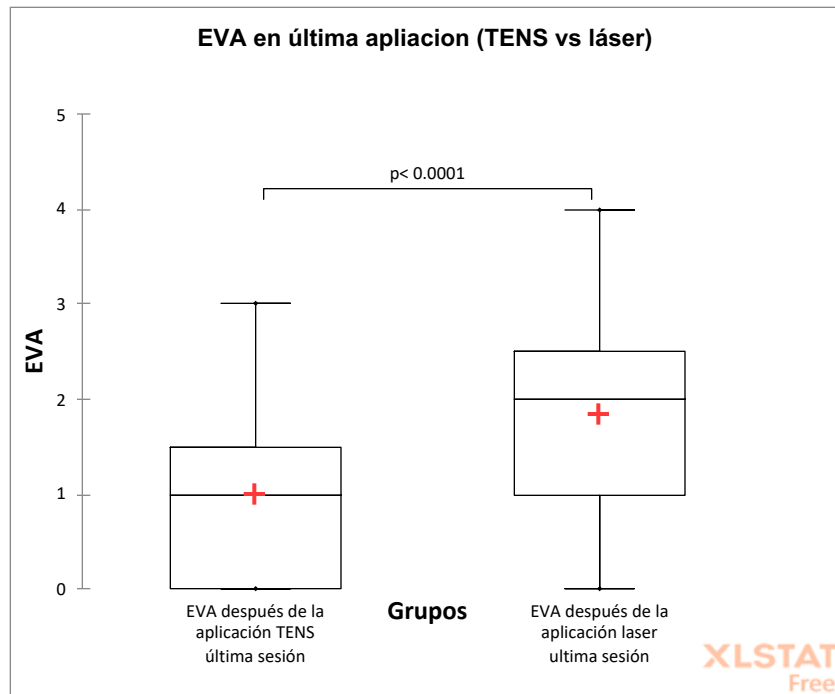 EVA en última apliacion (TENS vs láser)
5
p< 0.0001
4
3
EVA
2
1
0
EVA después de la
aplicación TENS
última sesión
Grupos
EVA después de la
aplicación laser
ultima sesión
XLSTAT
Free